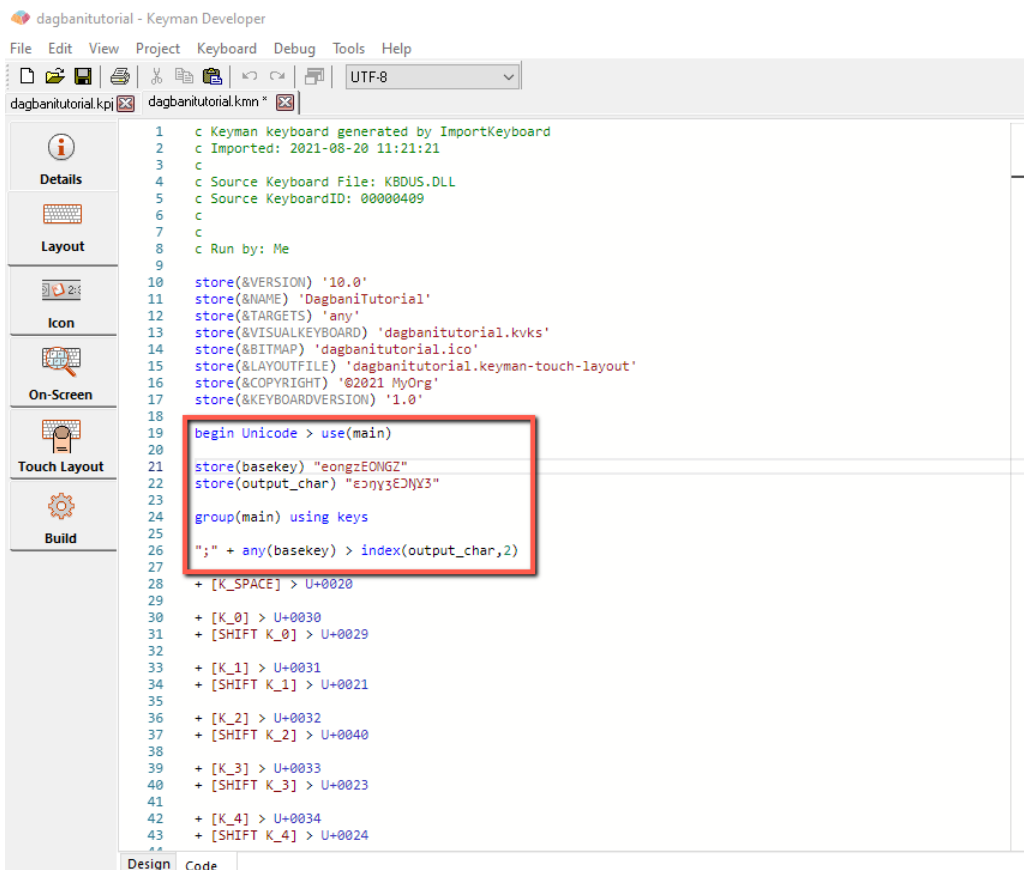 dagbanitutorial - Keyman Developer
File Edit View Project Keyboard Debug Tools Help
UTF-8
dagbanitutorial.kpj dagbanitutorial.kmn *
Details
Layout
Icon
On-Screen
Touch Layout
Build
1 c Keyman keyboard generated by ImportKeyboard
2 c Imported: 2021-08-20 11:21:21
3 c
4 c Source Keyboard File: KBDUS.DLL
5 c Source KeyboardID: 00000409
6 c
7 c
8 c Run by: Me
9
10 store(&VERSION) '10.0'
11 store(&NAME) 'DagbaniTutorial'
12 store(&TARGETS) 'any'
13 store(&VISUALKEYBOARD) 'dagbanitutorial.kvks'
14 store(&BITMAP) 'dagbanitutorial.ico'
15 store(&LAYOUTFILE) 'dagbanitutorial.keyman-touch-layout'
16 store(&COPYRIGHT) '©2021 MyOrg'
17 store(&KEYBOARDVERSION) '1.0'
18
19 begin Unicode > use(main)
20
21 store(basekey) "eongzEONGZ"
22 store(output_char) "ɛɔŋɣʒƐƆŊƔƷ"
23
24 group(main) using keys
25
26 ";" + any(basekey) > index(output_char,2)
27
28 + [K_SPACE] > U+0020
29
30 + [K_0] > U+0030
31 + [SHIFT K_0] > U+0029
32
33 + [K_1] > U+0031
34 + [SHIFT K_1] > U+0021
35
36 + [K_2] > U+0032
37 + [SHIFT K_2] > U+0040
38
39 + [K_3] > U+0033
40 + [SHIFT K_3] > U+0023
41
42 + [K_4] > U+0034
43 + [SHIFT K_4] > U+0024
44
Design Code